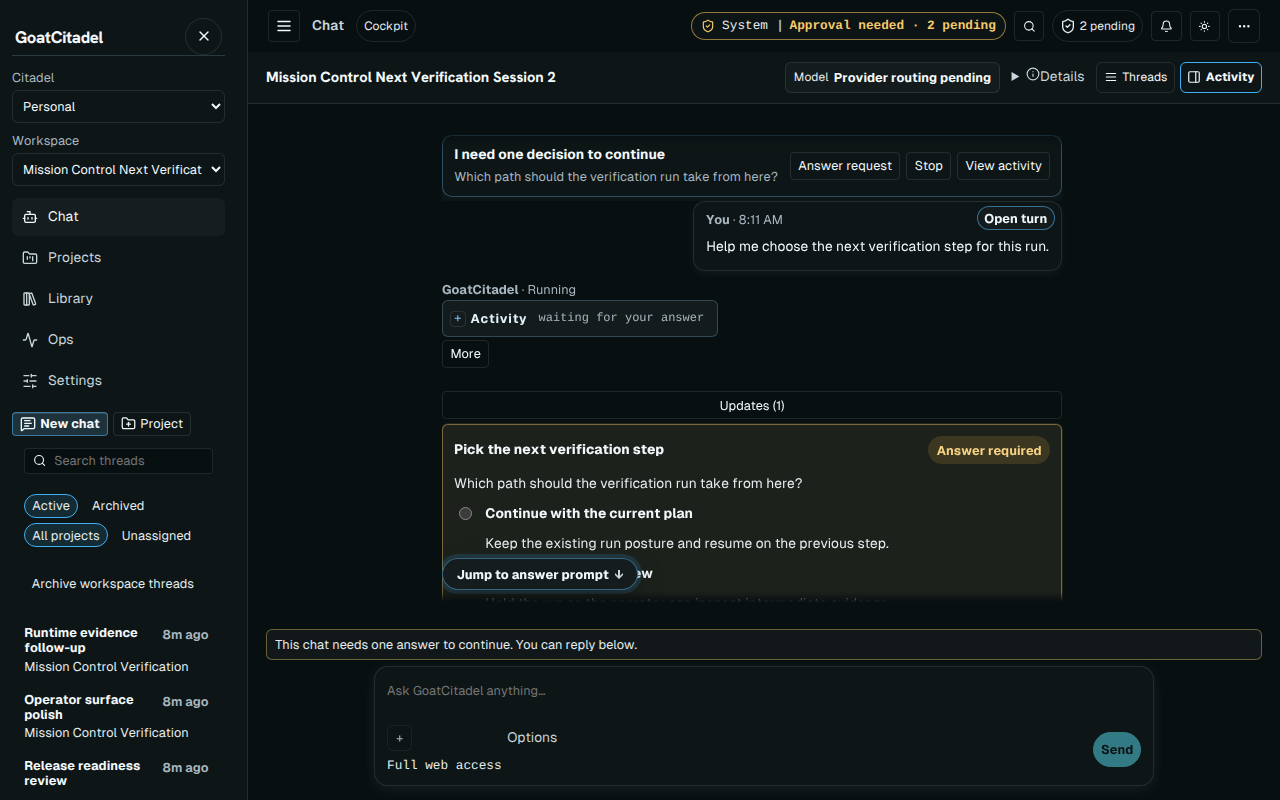 GoatCitadel
Citadel
Personal
Workspace
Mission Control Next Verificat
Chat
Projects
Library
Ops
Settings
New chat
Project
Search threads
Active
Archived
All projects
Unassigned
Archive workspace threads
Runtime evidence follow-up
8m ago
Mission Control Verification
Operator surface polish
8m ago
Mission Control Verification
Release readiness review
8m ago
Chat
Cockpit
System | Approval needed · 2 pending
2 pending
Mission Control Next Verification Session 2
Model Provider routing pending
Details
Threads
Activity
I need one decision to continue
Which path should the verification run take from here?
Answer request
Stop
View activity
You · 8:11 AM
Open turn
Help me choose the next verification step for this run.
GoatCitadel · Running
+ Activity waiting for your answer
More
Updates (1)
Pick the next verification step
Answer required
Which path should the verification run take from here?
Continue with the current plan
Keep the existing run posture and resume on the previous step.
Jump to answer prompt ↓
This chat needs one answer to continue. You can reply below.
Ask GoatCitadel anything…
+
Options
Full web access
Send